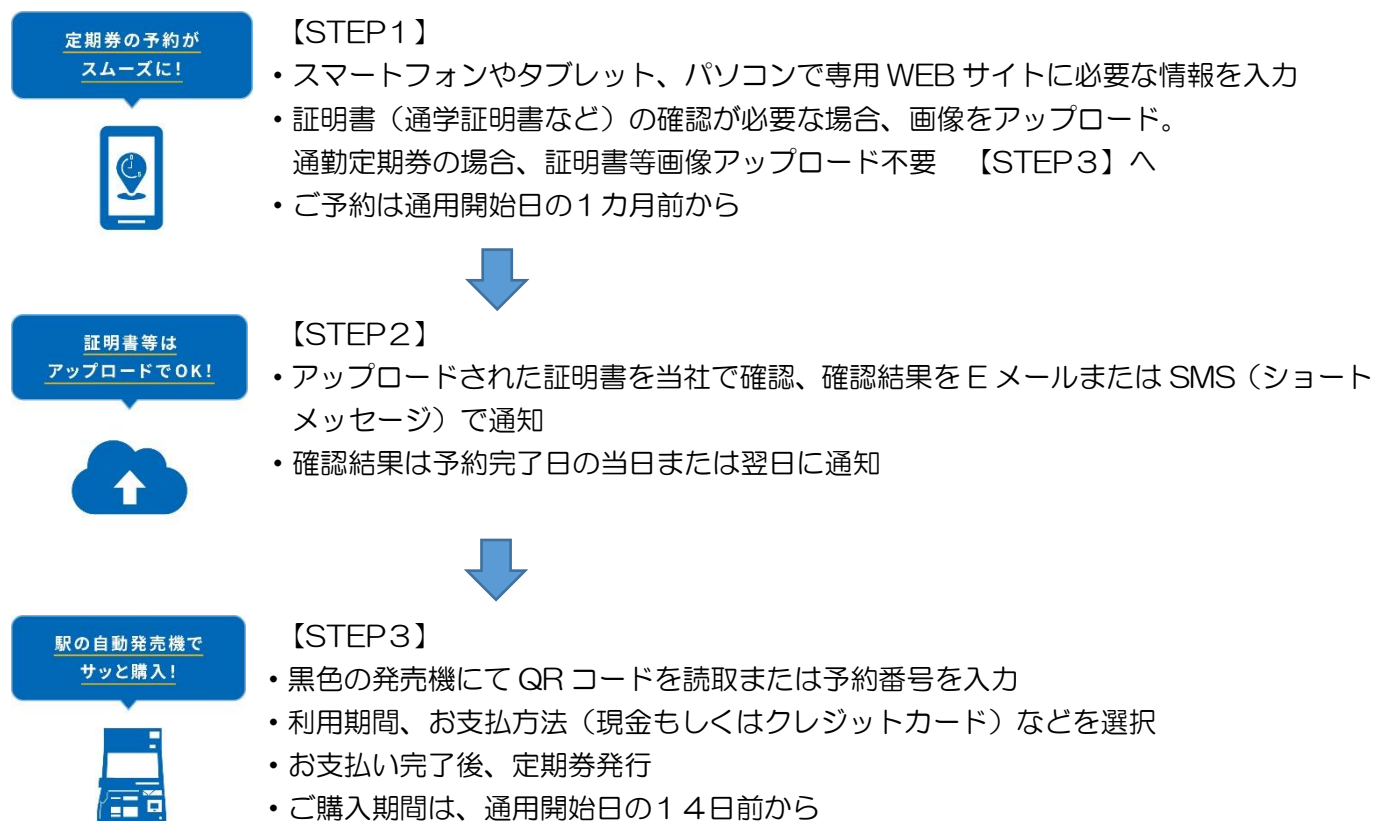 定期券の予約が
スムーズに!
【STEP1】
・スマートフォンやタブレット、パソコンで専用 WEB サイトに必要な情報を入力
・証明書(通学証明書など)の確認が必要な場合、画像をアップロード。
通勤定期券の場合、証明書等画像アップロード不要 【STEP3】へ
・ご予約は通用開始日の1カ月前から
証明書等は
アップロードでOK!
【STEP2】
・アップロードされた証明書を当社で確認、確認結果を E メールまたは SMS(ショート
メッセージ)で通知
・確認結果は予約完了日の当日または翌日に通知
駅の自動発売機で
サッと購入!
【STEP3】
・黒色の発売機にて QR コードを読取または予約番号を入力
・利用期間、お支払方法(現金もしくはクレジットカード)などを選択
・お支払い完了後、定期券発行
・ご購入期間は、通用開始日の14日前から